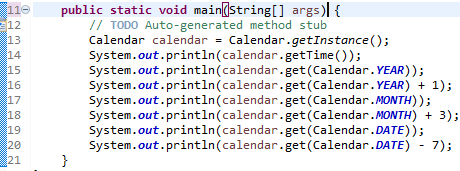 11 public static void main(String[] args) {
12 // TODO Auto-generated method stub
13 Calendar calendar = Calendar.getInstance();
14 System.out.println(calendar.getTime());
15 System.out.println(calendar.get(Calendar.YEAR));
16 System.out.println(calendar.get(Calendar.YEAR) + 1);
17 System.out.println(calendar.get(Calendar.MONTH));
18 System.out.println(calendar.get(Calendar.MONTH) + 3);
19 System.out.println(calendar.get(Calendar.DATE));
20 System.out.println(calendar.get(Calendar.DATE) - 7);
21 }